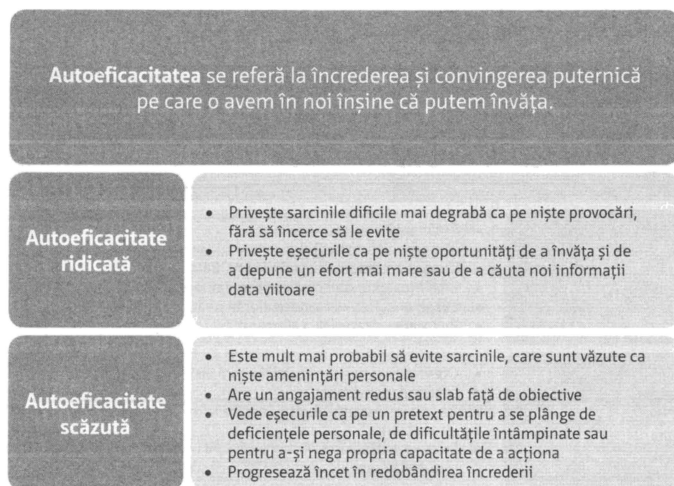 Autoeficacitatea se referă la încrederea și convingerea puternică
pe care o avem în noi înșine că putem învăța.
Autoeficacitate
ridicată
• Privește sarcinile dificile mai degrabă ca pe niște provocări,
fără să încerce să le evite
• Privește eșecurile ca pe niște oportunități de a învăța și de
a depune un efort mai mare sau de a căuta noi informații
data viitoare
Autoeficacitate
scăzută
• Este mult mai probabil să evite sarcinile, care sunt văzute ca
niște amenințări personale
• Are un angajament redus sau slab față de obiective
• Vede eșecurile ca pe un pretext pentru a se plânge de
deficiențele personale, de dificultățile întâmpinate sau
pentru a-și nega propria capacitate de a acționa
• Progresează încet în redobândirea încrederii